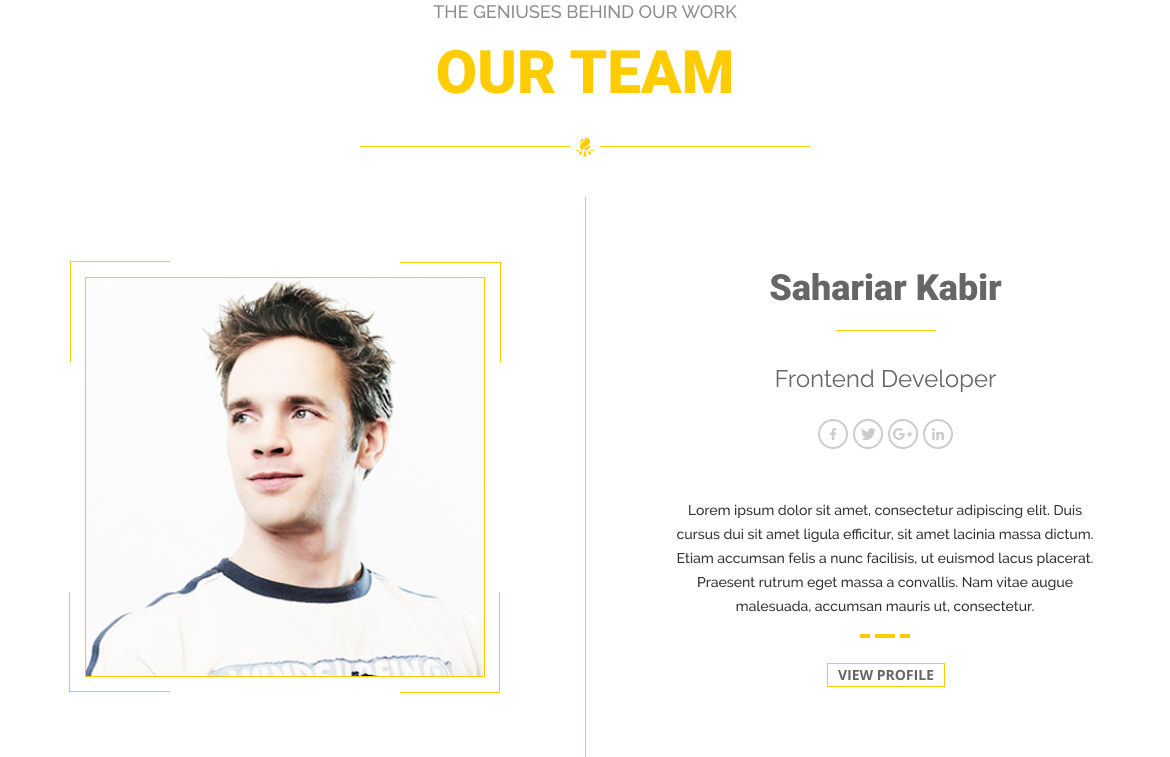 THE GENIUSES BEHIND OUR WORK
OUR TEAM
Sahariar Kabir
Frontend Developer
Lorem ipsum dolor sit amet, consectetur adipiscing elit. Duis
cursus dui sit amet ligula efficitur, sit amet lacinia massa dictum.
Etiam accumsan felis a nunc facilisis, ut euismod lacus placerat.
Praesent rutrum eget massa a convallis. Nam vitae augue
malesuada, accumsan mauris ut, consectetur.
VIEW PROFILE